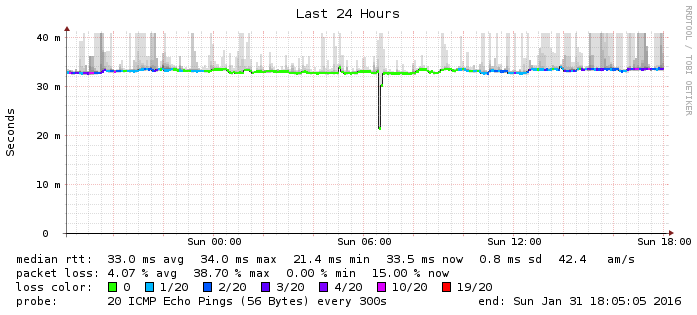 Last 24 Hours
RRDTOOL / TOBI OETIKER
Seconds
40 m
30 m
20 m
10 m
0
Sun 00:00 Sun 06:00 Sun 12:00 Sun 18:00
median rtt: 33.0 ms avg 34.0 ms max 21.4 ms min 33.5 ms now 0.8 ms sd 42.4 am/s
packet loss: 4.07 % avg 38.70 % max 0.00 % min 15.00 % now
loss color: 0 1/20 2/20 3/20 4/20 10/20 19/20
probe: 20 ICMP Echo Pings (56 Bytes) every 300s end: Sun Jan 31 18:05:05 2016